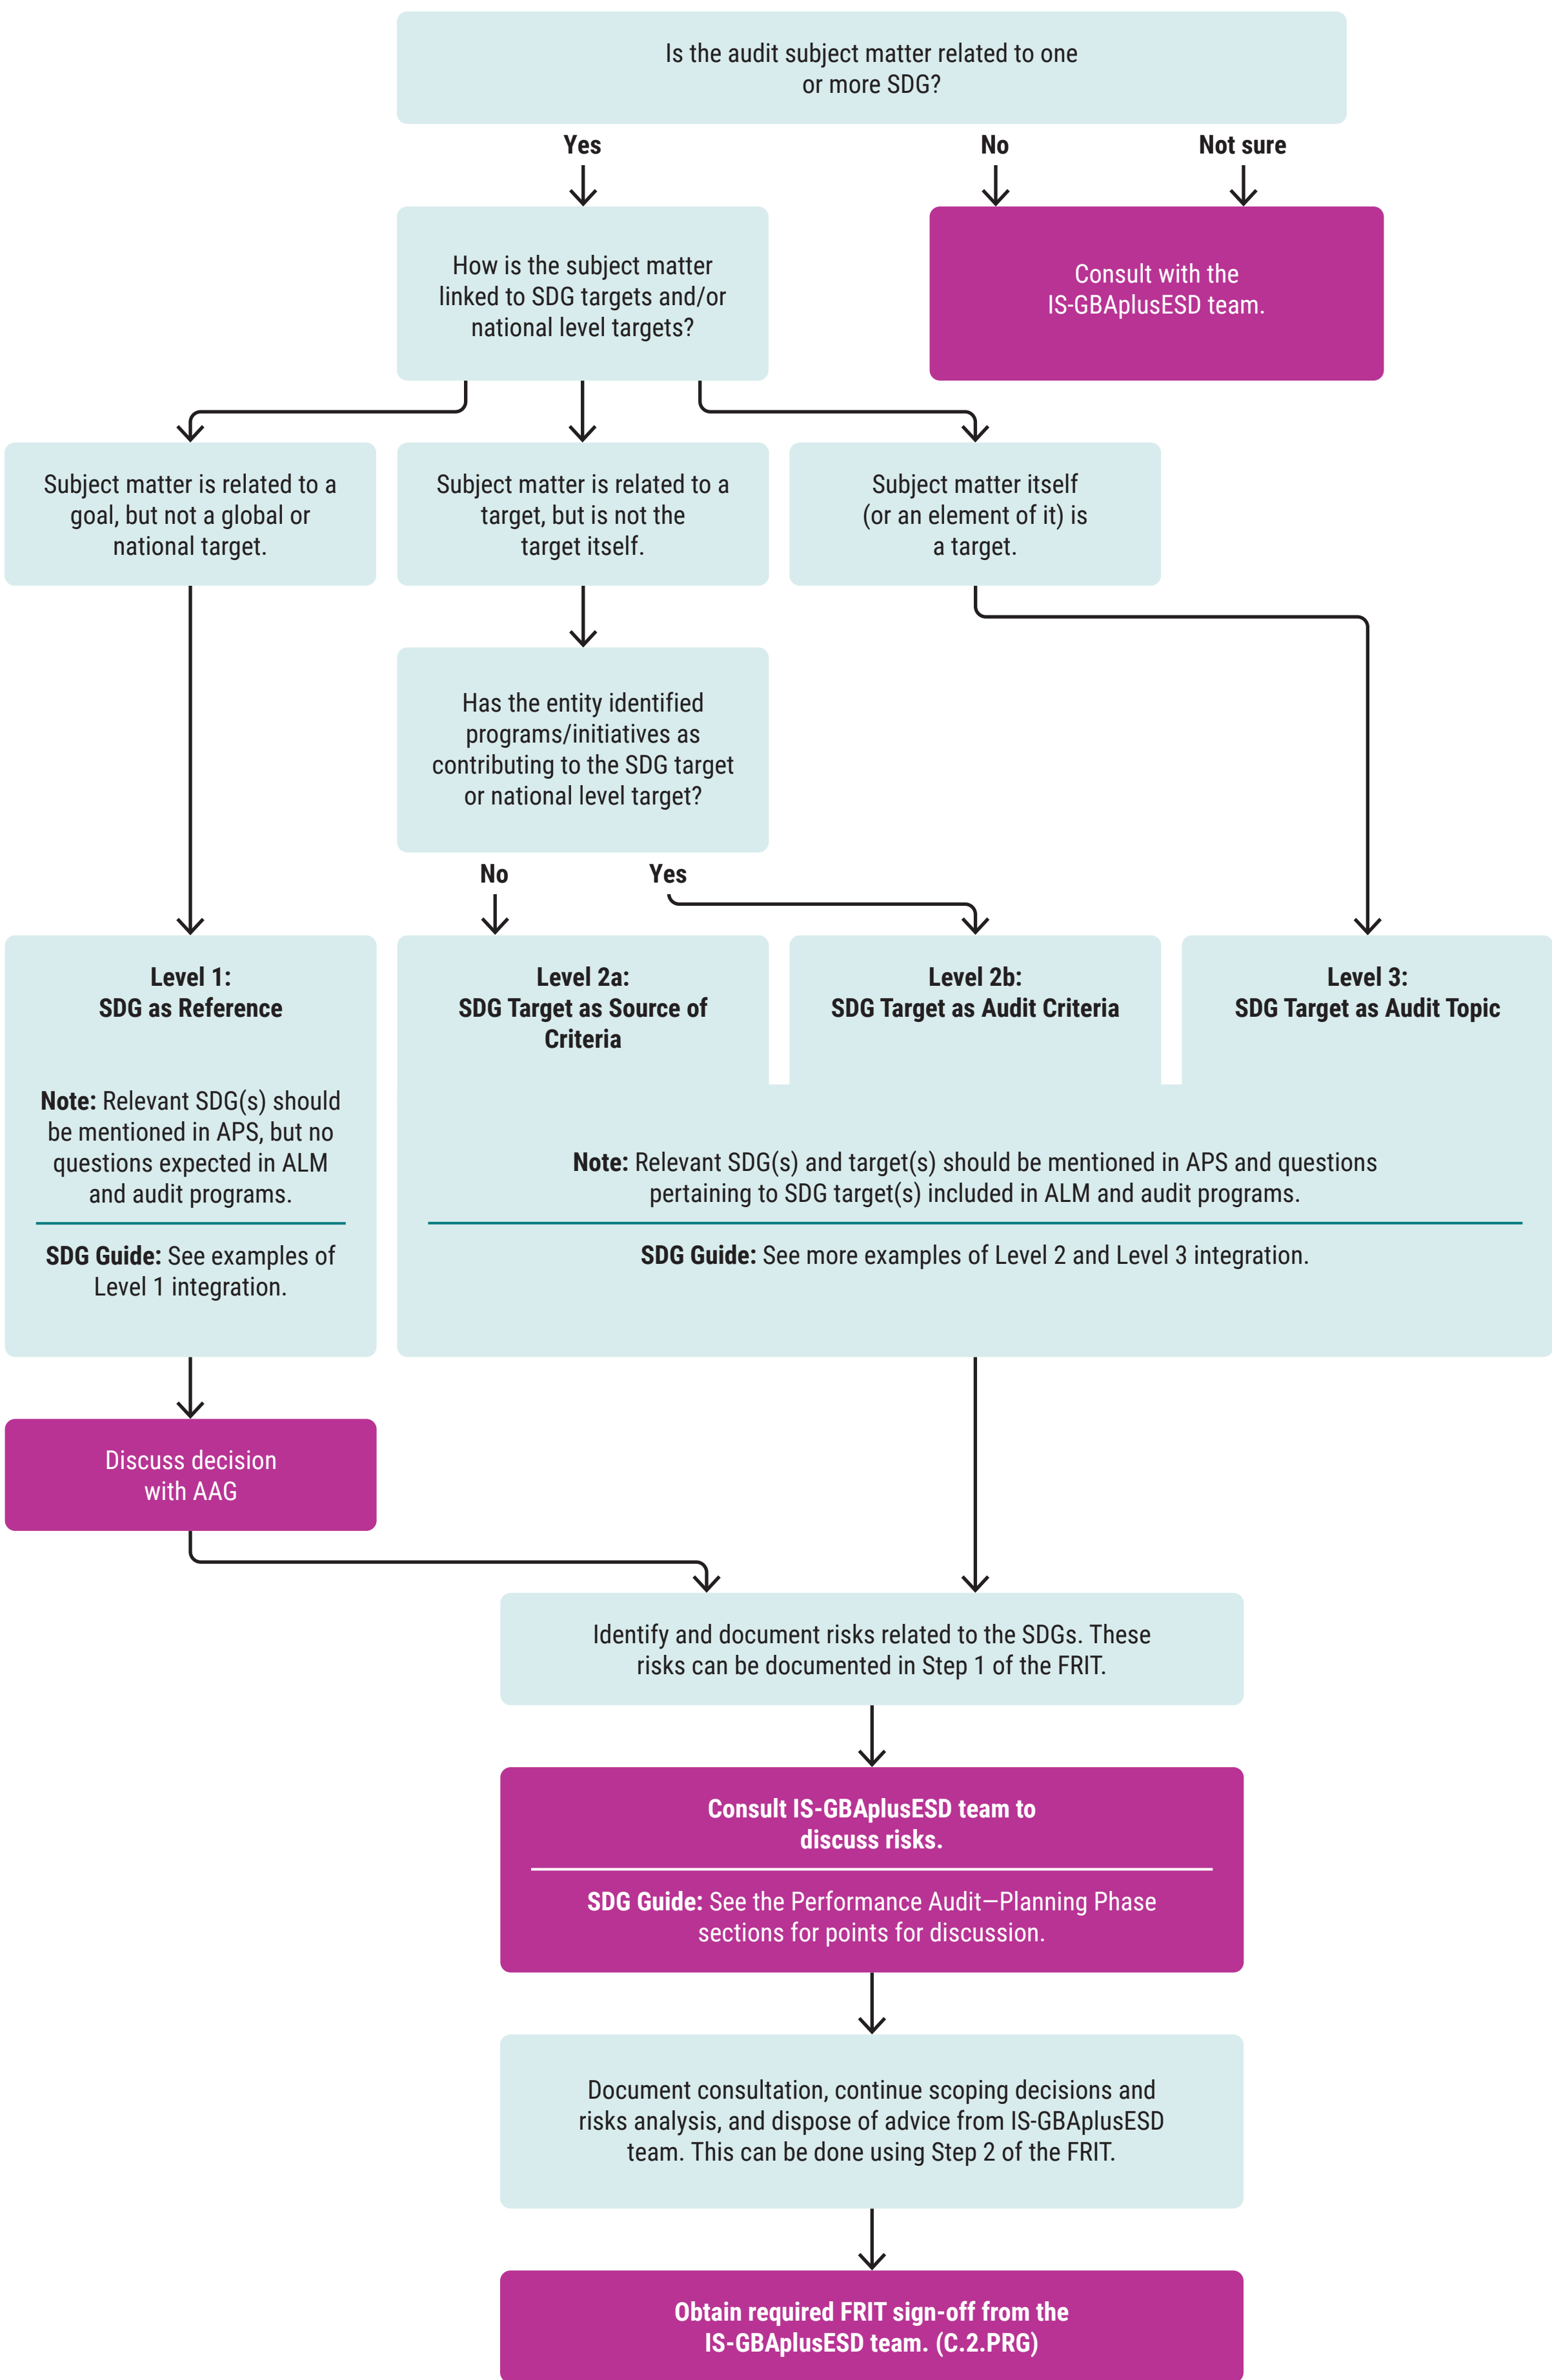 Is the audit subject matter related to one
or more SDG?
Yes
No
Not sure
How is the subject matter
linked to SDG targets and/or
national level targets?
Consult with the
IS-GBAplusESD team.
Subject matter is related to a
goal, but not a global or
national target.
Subject matter is related to a
target, but is not the
target itself.
Subject matter itself
(or an element of it) is
a target.
Has the entity identified
programs/initiatives as
contributing to the SDG target
or national level target?
No
Yes
Level 1:
SDG as Reference
Note: Relevant SDG(s) should
be mentioned in APS, but no
questions expected in ALM
and audit programs.
SDG Guide: See examples of
Level 1 integration.
Level 2a:
SDG Target as Source of
Criteria
Level 2b:
SDG Target as Audit Criteria
Level 3:
SDG Target as Audit Topic
Note: Relevant SDG(s) and target(s) should be mentioned in APS and questions
pertaining to SDG target(s) included in ALM and audit programs.
SDG Guide: See more examples of Level 2 and Level 3 integration.
Discuss decision
with AAG
Identify and document risks related to the SDGs. These
risks can be documented in Step 1 of the FRIT.
Consult IS-GBAplusESD team to
discuss risks.
SDG Guide: See the Performance Audit—Planning Phase
sections for points for discussion.
Document consultation, continue scoping decisions and
risks analysis, and dispose of advice from IS-GBAplusESD
team. This can be done using Step 2 of the FRIT.
Obtain required FRIT sign-off from the
IS-GBAplusESD team. (C.2.PRG)